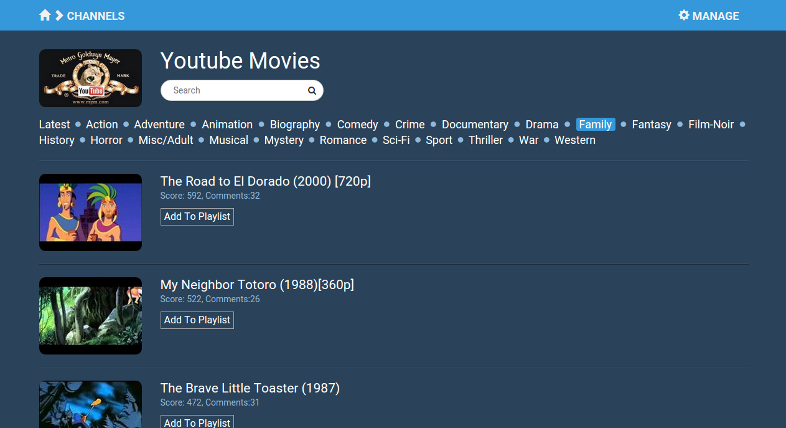 CHANNELS
MANAGE
Metro Goldwyn Mayer
TRADE MARK
YouTube
www.mgm.com
Youtube Movies
Search
Latest Action Adventure Animation Biography Comedy Crime Documentary Drama Family Fantasy Film-Noir
History Horror Misc/Adult Musical Mystery Romance Sci-Fi Sport Thriller War Western
The Road to El Dorado (2000) [720p]
Score: 592, Comments:32
Add To Playlist
My Neighbor Totoro (1988)[360p]
Score: 522, Comments:26
Add To Playlist
The Brave Little Toaster (1987)
Score: 472, Comments:31
Add To Playlist